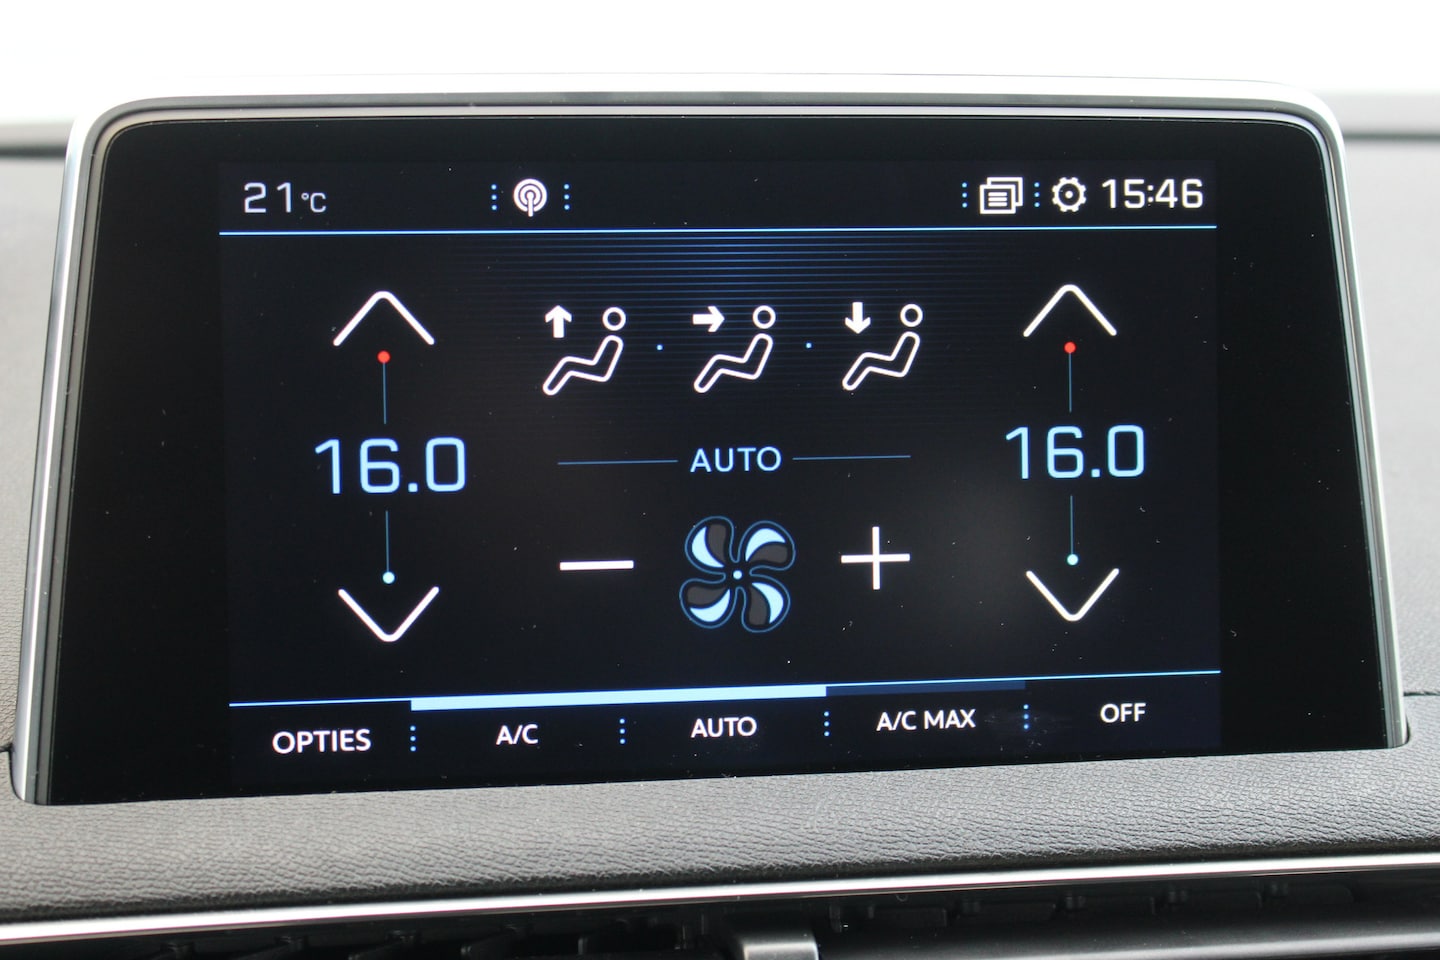 21°C 15:46
16.0 16.0
AUTO
OPTIES A/C AUTO A/C MAX OFF